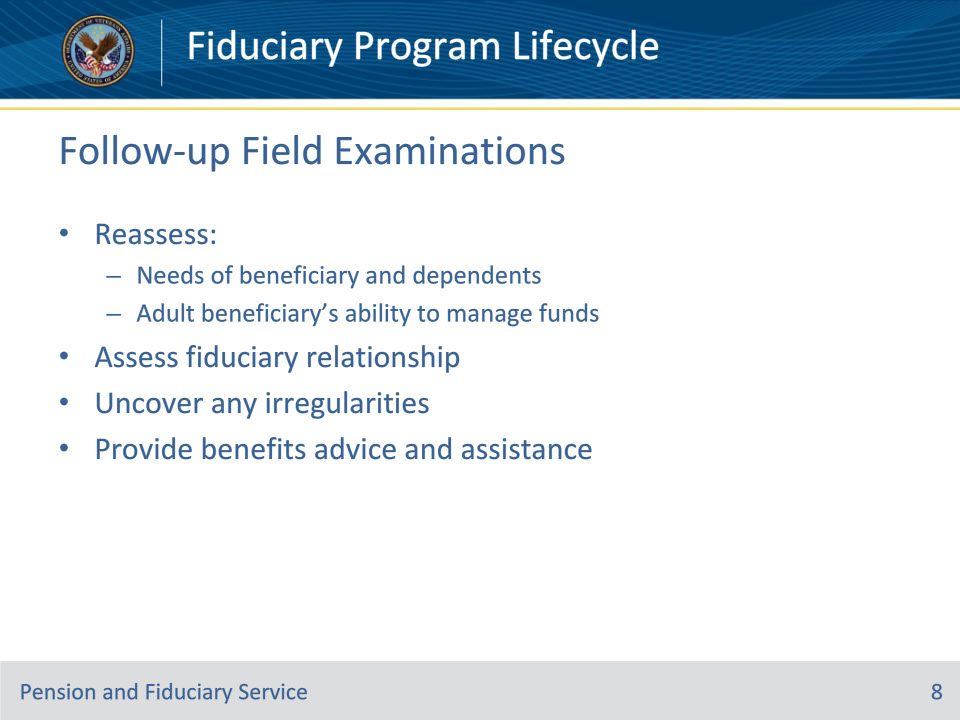 Fiduciary Program Lifecycle
Follow-up Field Examinations
• Reassess:
– Needs of beneficiary and dependents
– Adult beneficiary’s ability to manage funds
• Assess fiduciary relationship
• Uncover any irregularities
• Provide benefits advice and assistance
Pension and Fiduciary Service
8